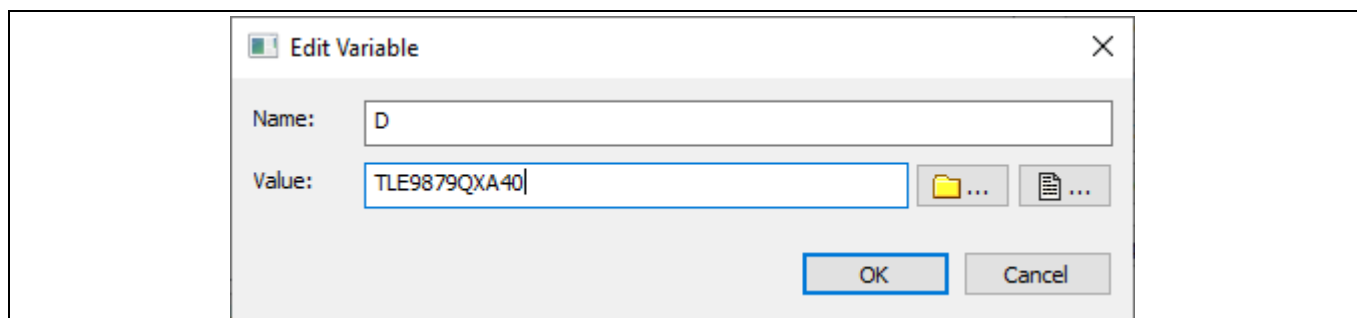 Edit Variable
Name: D
Value: TLE9879QXA40 ... ...
OK Cancel